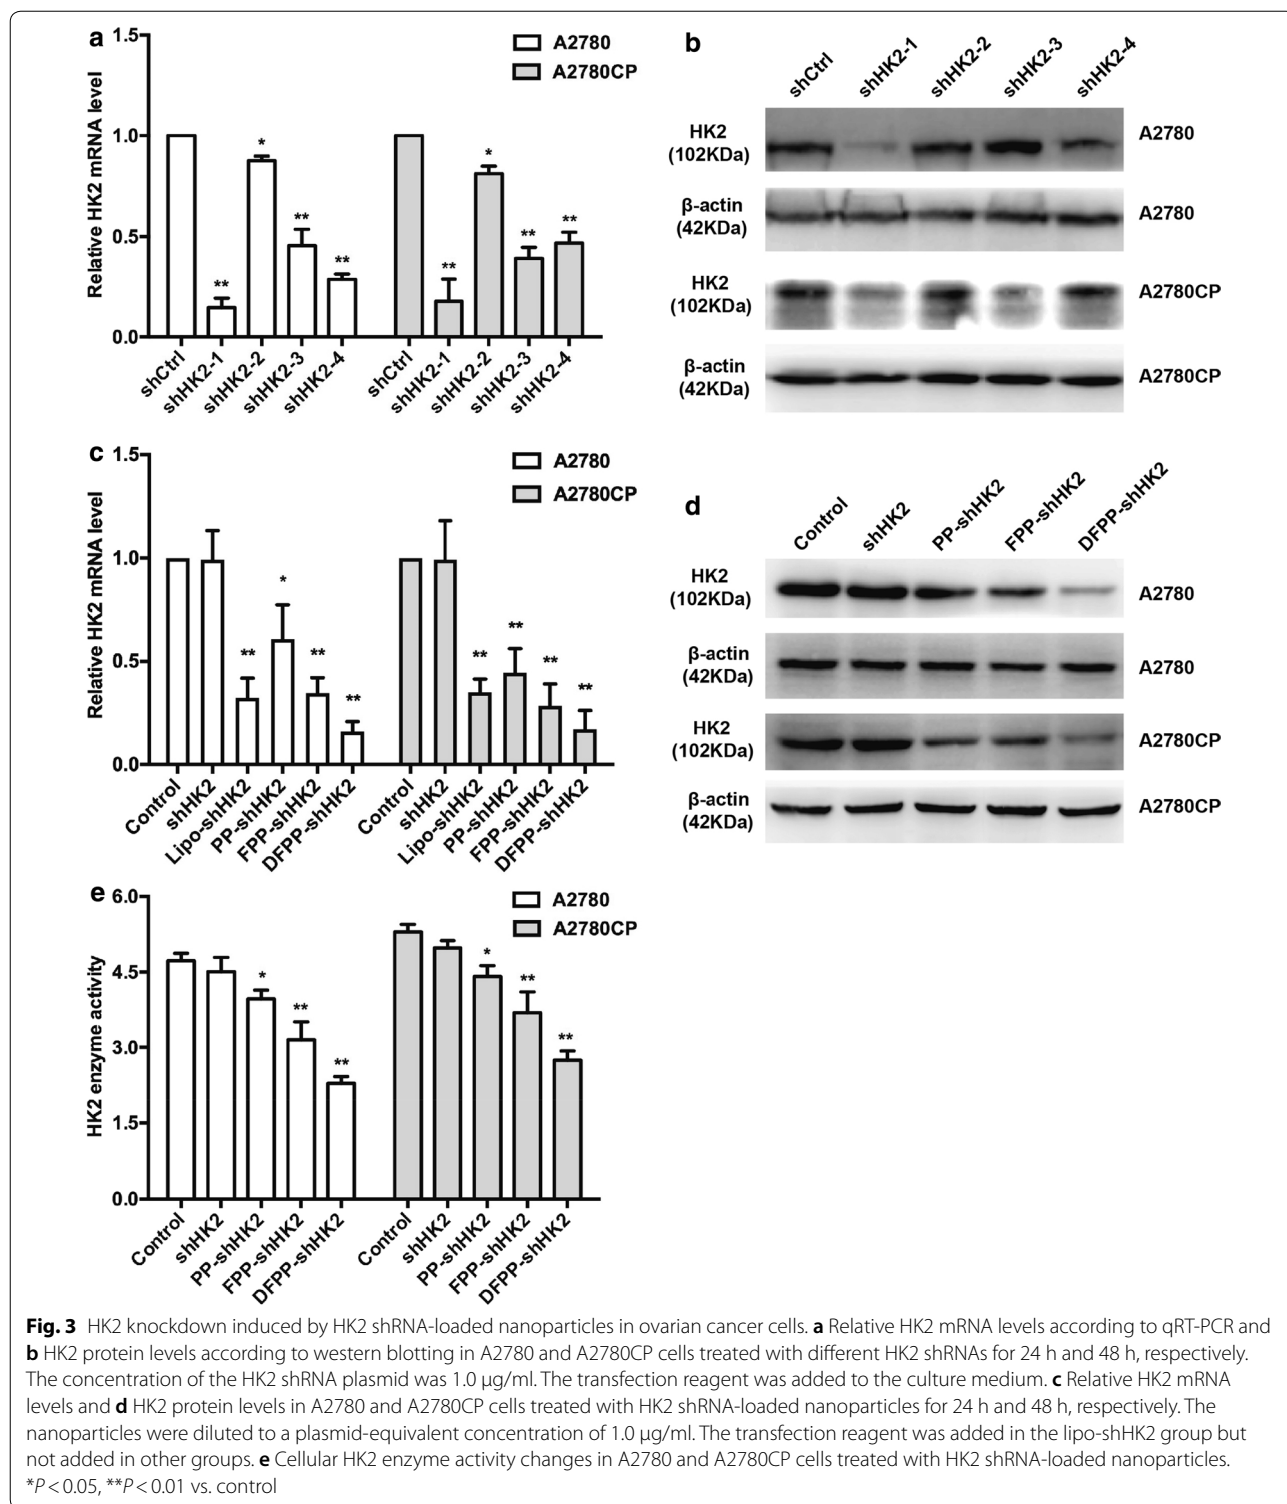 a
1.5
1.0
0.5
0.0
Relative HK2 mRNA level
A2780
A2780CP
*
**
**
**
*
**
**
**
shCtrl
shHK2-1
shHK2-2
shHK2-3
shHK2-4
shCtrl
shHK2-1
shHK2-2
shHK2-3
shHK2-4
b
shCtrl
shHK2-1
shHK2-2
shHK2-3
shHK2-4
HK2
(102KDa)
A2780
β-actin
(42KDa)
A2780
HK2
(102KDa)
A2780CP
β-actin
(42KDa)
A2780CP
c
1.5
1.0
0.5
0.0
Relative HK2 mRNA level
A2780
A2780CP
**
*
**
**
**
**
**
**
Control
shHK2
Lipo-shHK2
PP-shHK2
FPP-shHK2
DFPP-shHK2
Control
shHK2
Lipo-shHK2
PP-shHK2
FPP-shHK2
DFPP-shHK2
d
Control
shHK2
PP-shHK2
FPP-shHK2
DFPP-shHK2
HK2
(102KDa)
A2780
β-actin
(42KDa)
A2780
HK2
(102KDa)
A2780CP
β-actin
(42KDa)
A2780CP
e
6.0
4.5
3.0
1.5
0.0
HK2 enzyme activity
A2780
A2780CP
*
**
**
*
**
**
Control
shHK2
PP-shHK2
FPP-shHK2
DFPP-shHK2
Control
shHK2
PP-shHK2
FPP-shHK2
DFPP-shHK2
Fig. 3 HK2 knockdown induced by HK2 shRNA-loaded nanoparticles in ovarian cancer cells. a Relative HK2 mRNA levels according to qRT-PCR and
b HK2 protein levels according to western blotting in A2780 and A2780CP cells treated with different HK2 shRNAs for 24 h and 48 h, respectively.
The concentration of the HK2 shRNA plasmid was 1.0 μg/ml. The transfection reagent was added to the culture medium. c Relative HK2 mRNA
levels and d HK2 protein levels in A2780 and A2780CP cells treated with HK2 shRNA-loaded nanoparticles for 24 h and 48 h, respectively. The
nanoparticles were diluted to a plasmid-equivalent concentration of 1.0 μg/ml. The transfection reagent was added in the lipo-shHK2 group but
not added in other groups. e Cellular HK2 enzyme activity changes in A2780 and A2780CP cells treated with HK2 shRNA-loaded nanoparticles.
*P < 0.05, **P < 0.01 vs. control